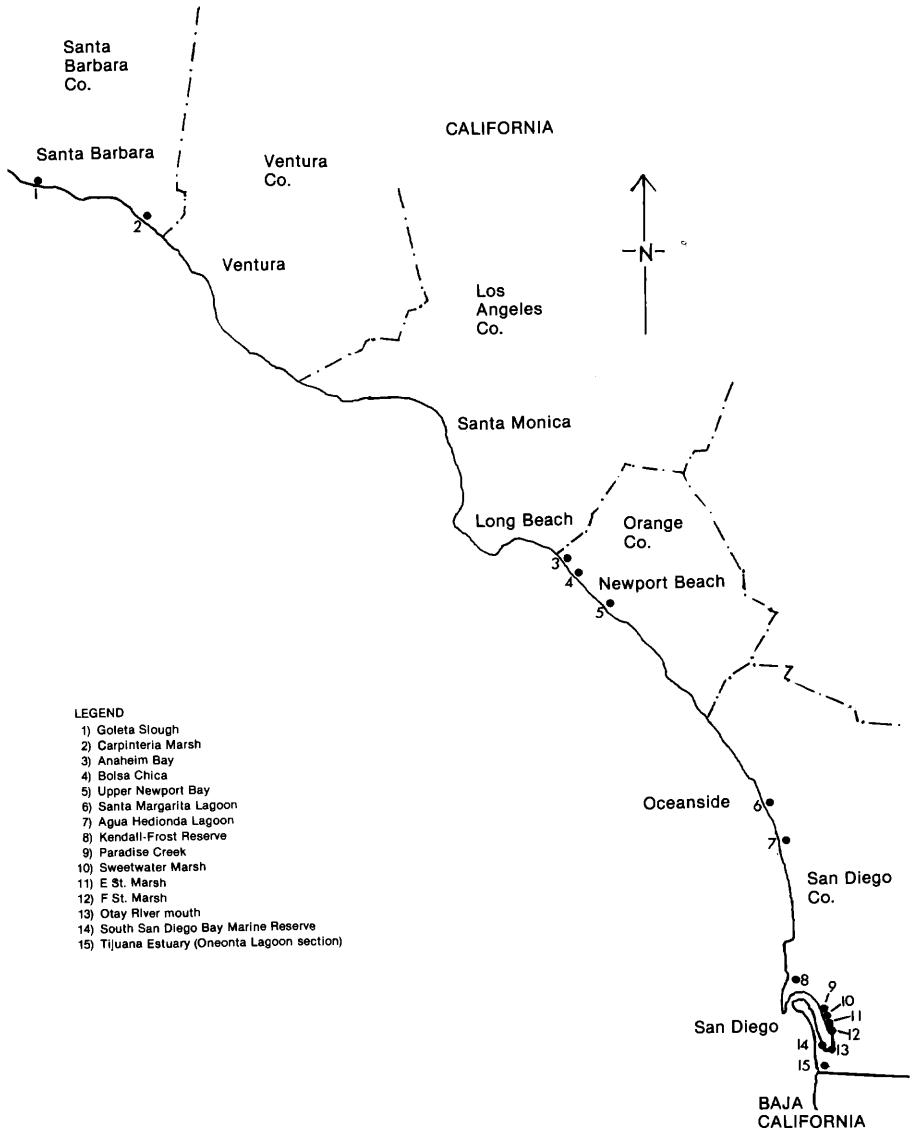 Santa
Barbara
Co.
CALIFORNIA
Santa Barbara
Ventura
Co.
1
2
N
Ventura
Los
Angeles
Co.
Santa Monica
Long Beach
Orange
Co.
3
4
Newport Beach
5
LEGEND
1) Goleta Slough
2) Carpinteria Marsh
3) Anaheim Bay
4) Bolsa Chica
5) Upper Newport Bay
6) Santa Margarita Lagoon
7) Agua Hedionda Lagoon
8) Kendall-Frost Reserve
9) Paradise Creek
10) Sweetwater Marsh
11) E St. Marsh
12) F St. Marsh
13) Otay River mouth
14) South San Diego Bay Marine Reserve
15) Tijuana Estuary (Oneonta Lagoon section)
Oceanside
6
7
San Diego
Co.
8
9
10
11
San Diego
12
14
13
15
BAJA
CALIFORNIA